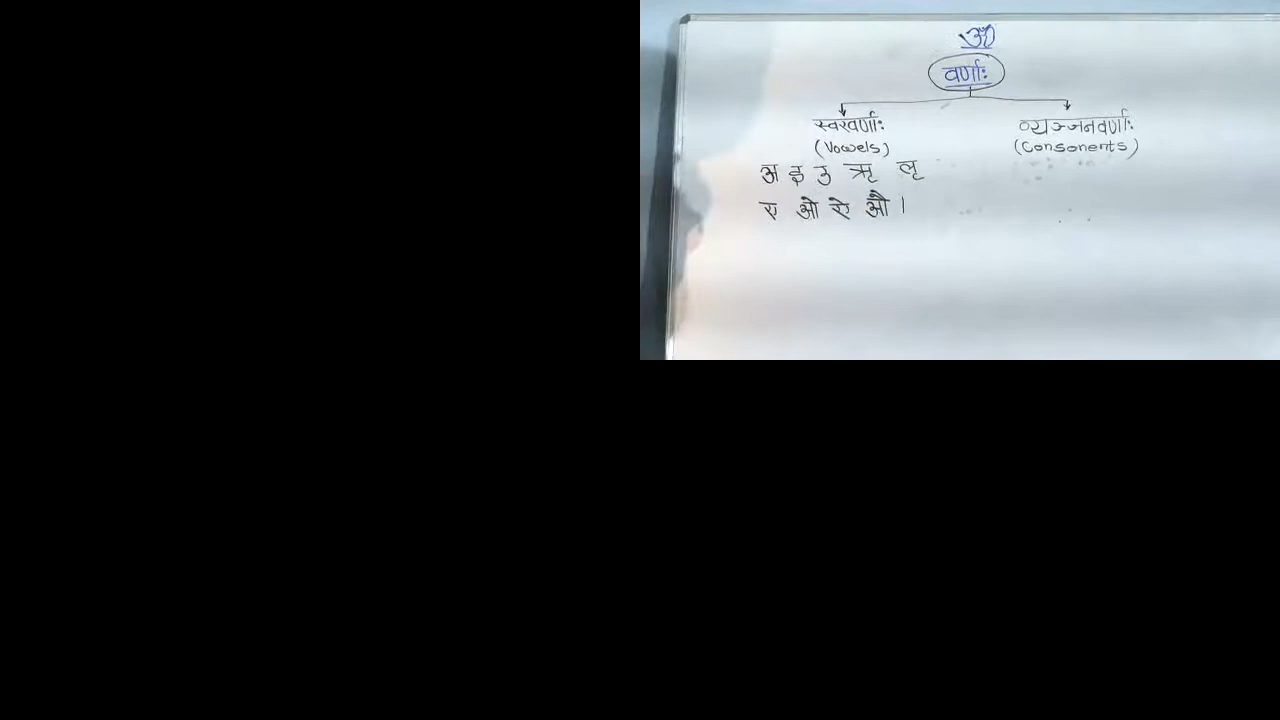 ॐ
वर्णाः
स्वरवर्णाः व्यञ्जनवर्णाः
(Vowels) (Consonents)
अ इ उ ऋ लृ
ए ओ ऐ औ ।